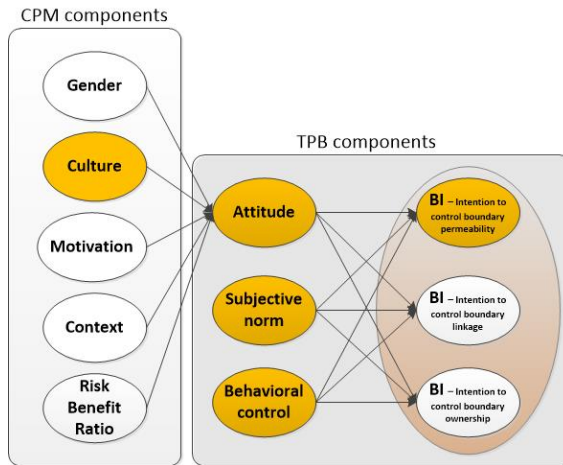 CPM components
Gender
Culture
Motivation
Context
Risk
Benefit
Ratio
TPB components
Attitude
Subjective
norm
Behavioral
control
BI – Intention to
control boundary
permeability
BI – Intention to
control boundary
linkage
BI – Intention to
control boundary
ownership